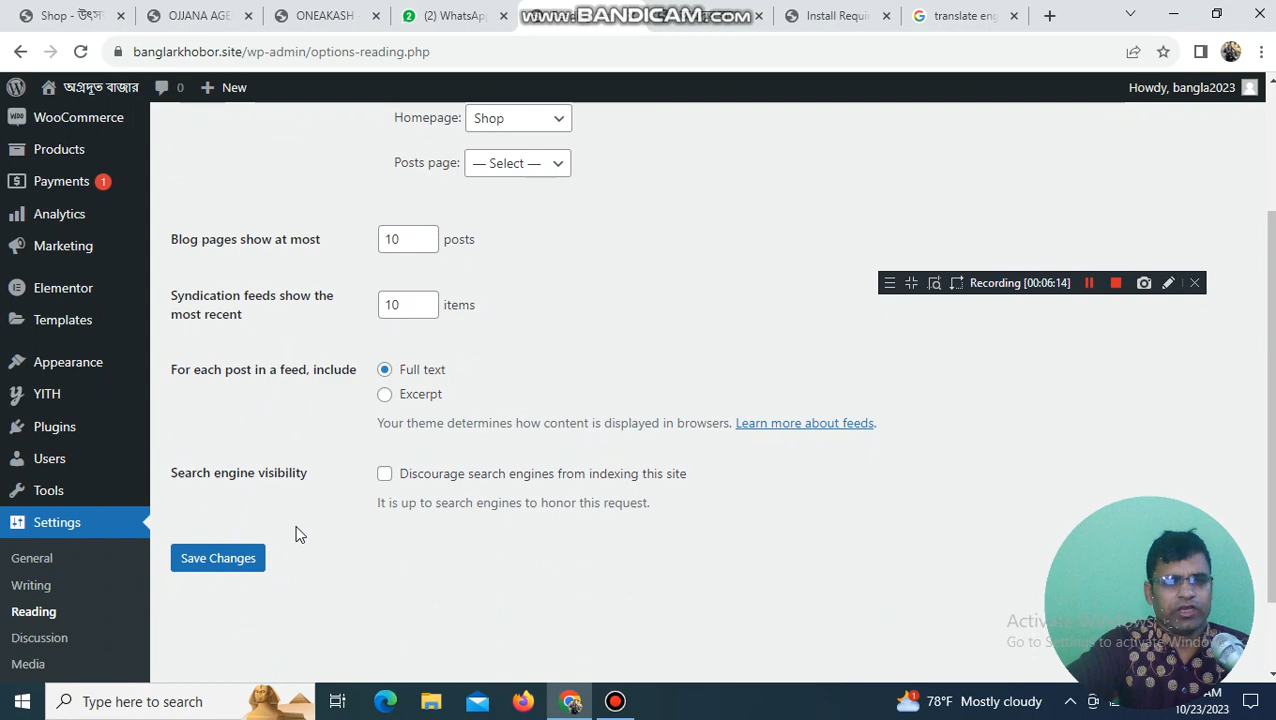 Shop - উৎস
OJJANA AGE
ONEAKASH
(2) WhatsApp
www.BANDICAM.com
Install Requi
translate eng
banglarkhobor.site/wp-admin/options-reading.php
অগ্রদূত বাজার 0 New Howdy, bangla2023
WooCommerce
Products
Payments 1
Analytics
Marketing
Elementor
Templates
Appearance
YITH
Plugins
Users
Tools
Settings
General
Writing
Reading
Discussion
Media
Homepage: Shop
Posts page: — Select —
Blog pages show at most 10 posts
Recording [00:06:14]
Syndication feeds show the
most recent 10 items
For each post in a feed, include Full text
Excerpt
Your theme determines how content is displayed in browsers. Learn more about feeds.
Search engine visibility Discourage search engines from indexing this site
It is up to search engines to honor this request.
Save Changes
Activate Windows
Go to Settings to activate Windows.
Type here to search
1
78°F Mostly cloudy
AM
10/23/2023